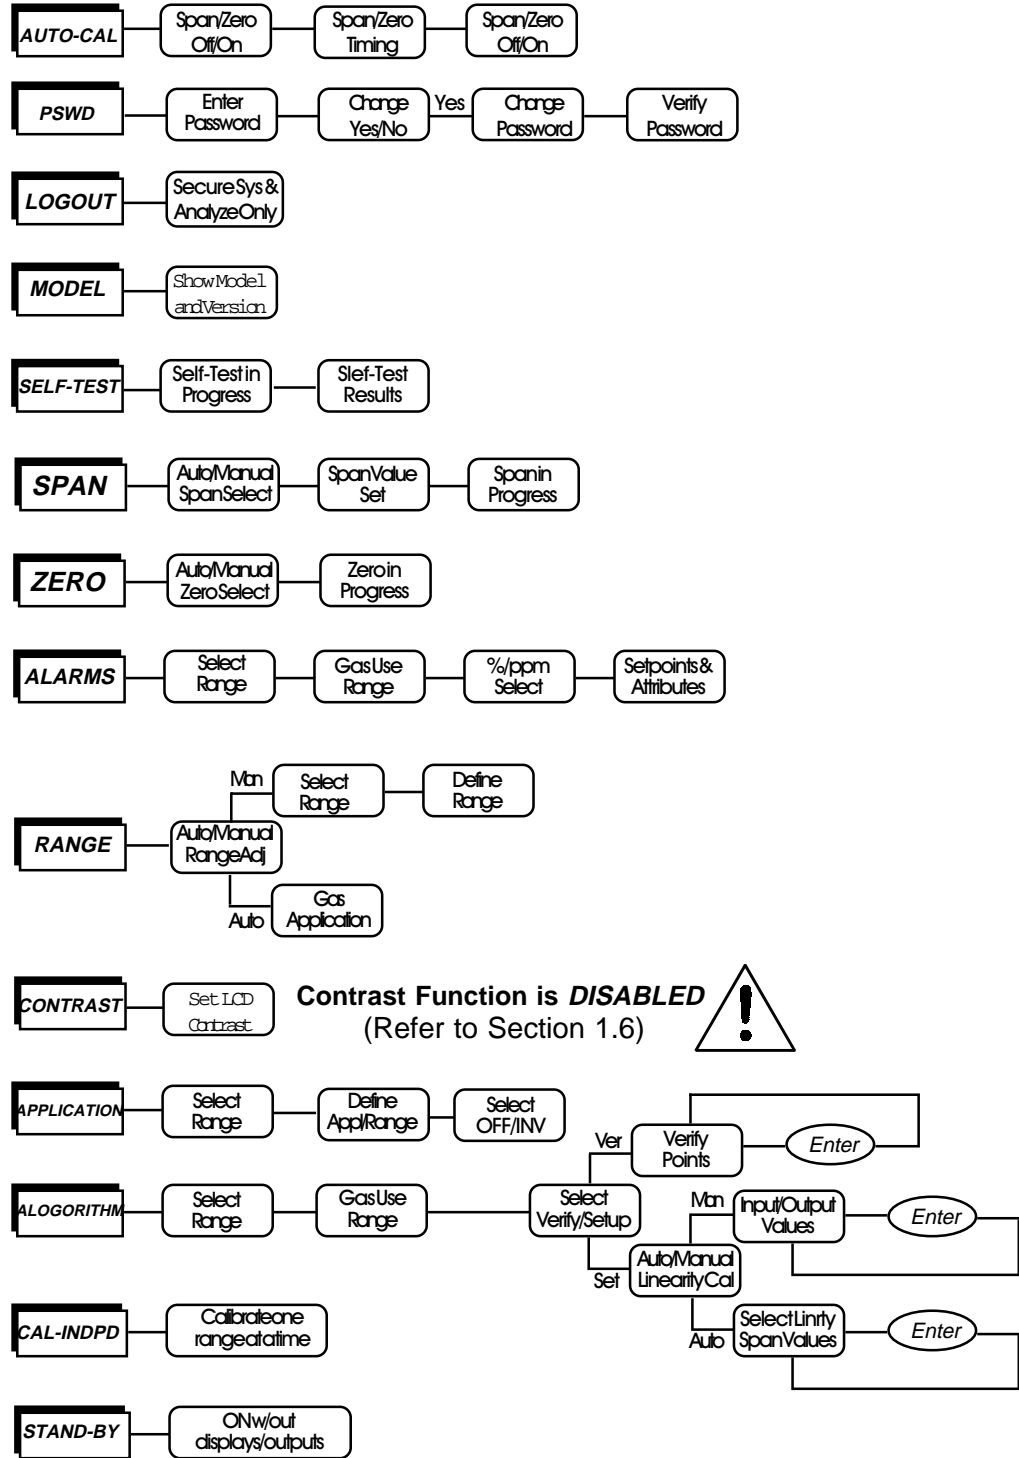 AUTO-CAL
Span/Zero
Off/On
Span/Zero
Timing
Span/Zero
Off/On
PSWD
Enter
Password
Change
Yes/No
Yes
Change
Password
Verify
Password
LOGOUT
Secure Sys &
Analyze Only
MODEL
Show Model
and Version
SELF-TEST
Self-Test in
Progress
Slef-Test
Results
SPAN
Auto/Manual
Span Select
Span Value
Set
Span in
Progress
ZERO
Auto/Manual
Zero Select
Zero in
Progress
ALARMS
Select
Range
Gas Use
Range
%/ppm
Select
Setpoints &
Attributes
RANGE
Auto/Manual
Range Adj
Man
Select
Range
Define
Range
Auto
Gas
Application
CONTRAST
Set LCD
Contrast
Contrast Function is DISABLED
(Refer to Section 1.6)
!
APPLICATION
Select
Range
Define
Appl/Range
Select
OFF/INV
ALOGORITHM
Select
Range
Gas Use
Range
Select
Verify/Setup
Ver
Verify
Points
Enter
Set
Auto/Manual
Linearity Cal
Man
Input/Output
Values
Enter
Auto
Select Linrty
Span Values
Enter
CAL-INDPD
Calibrate one
range at a time
STAND-BY
ON w/out
displays/outputs